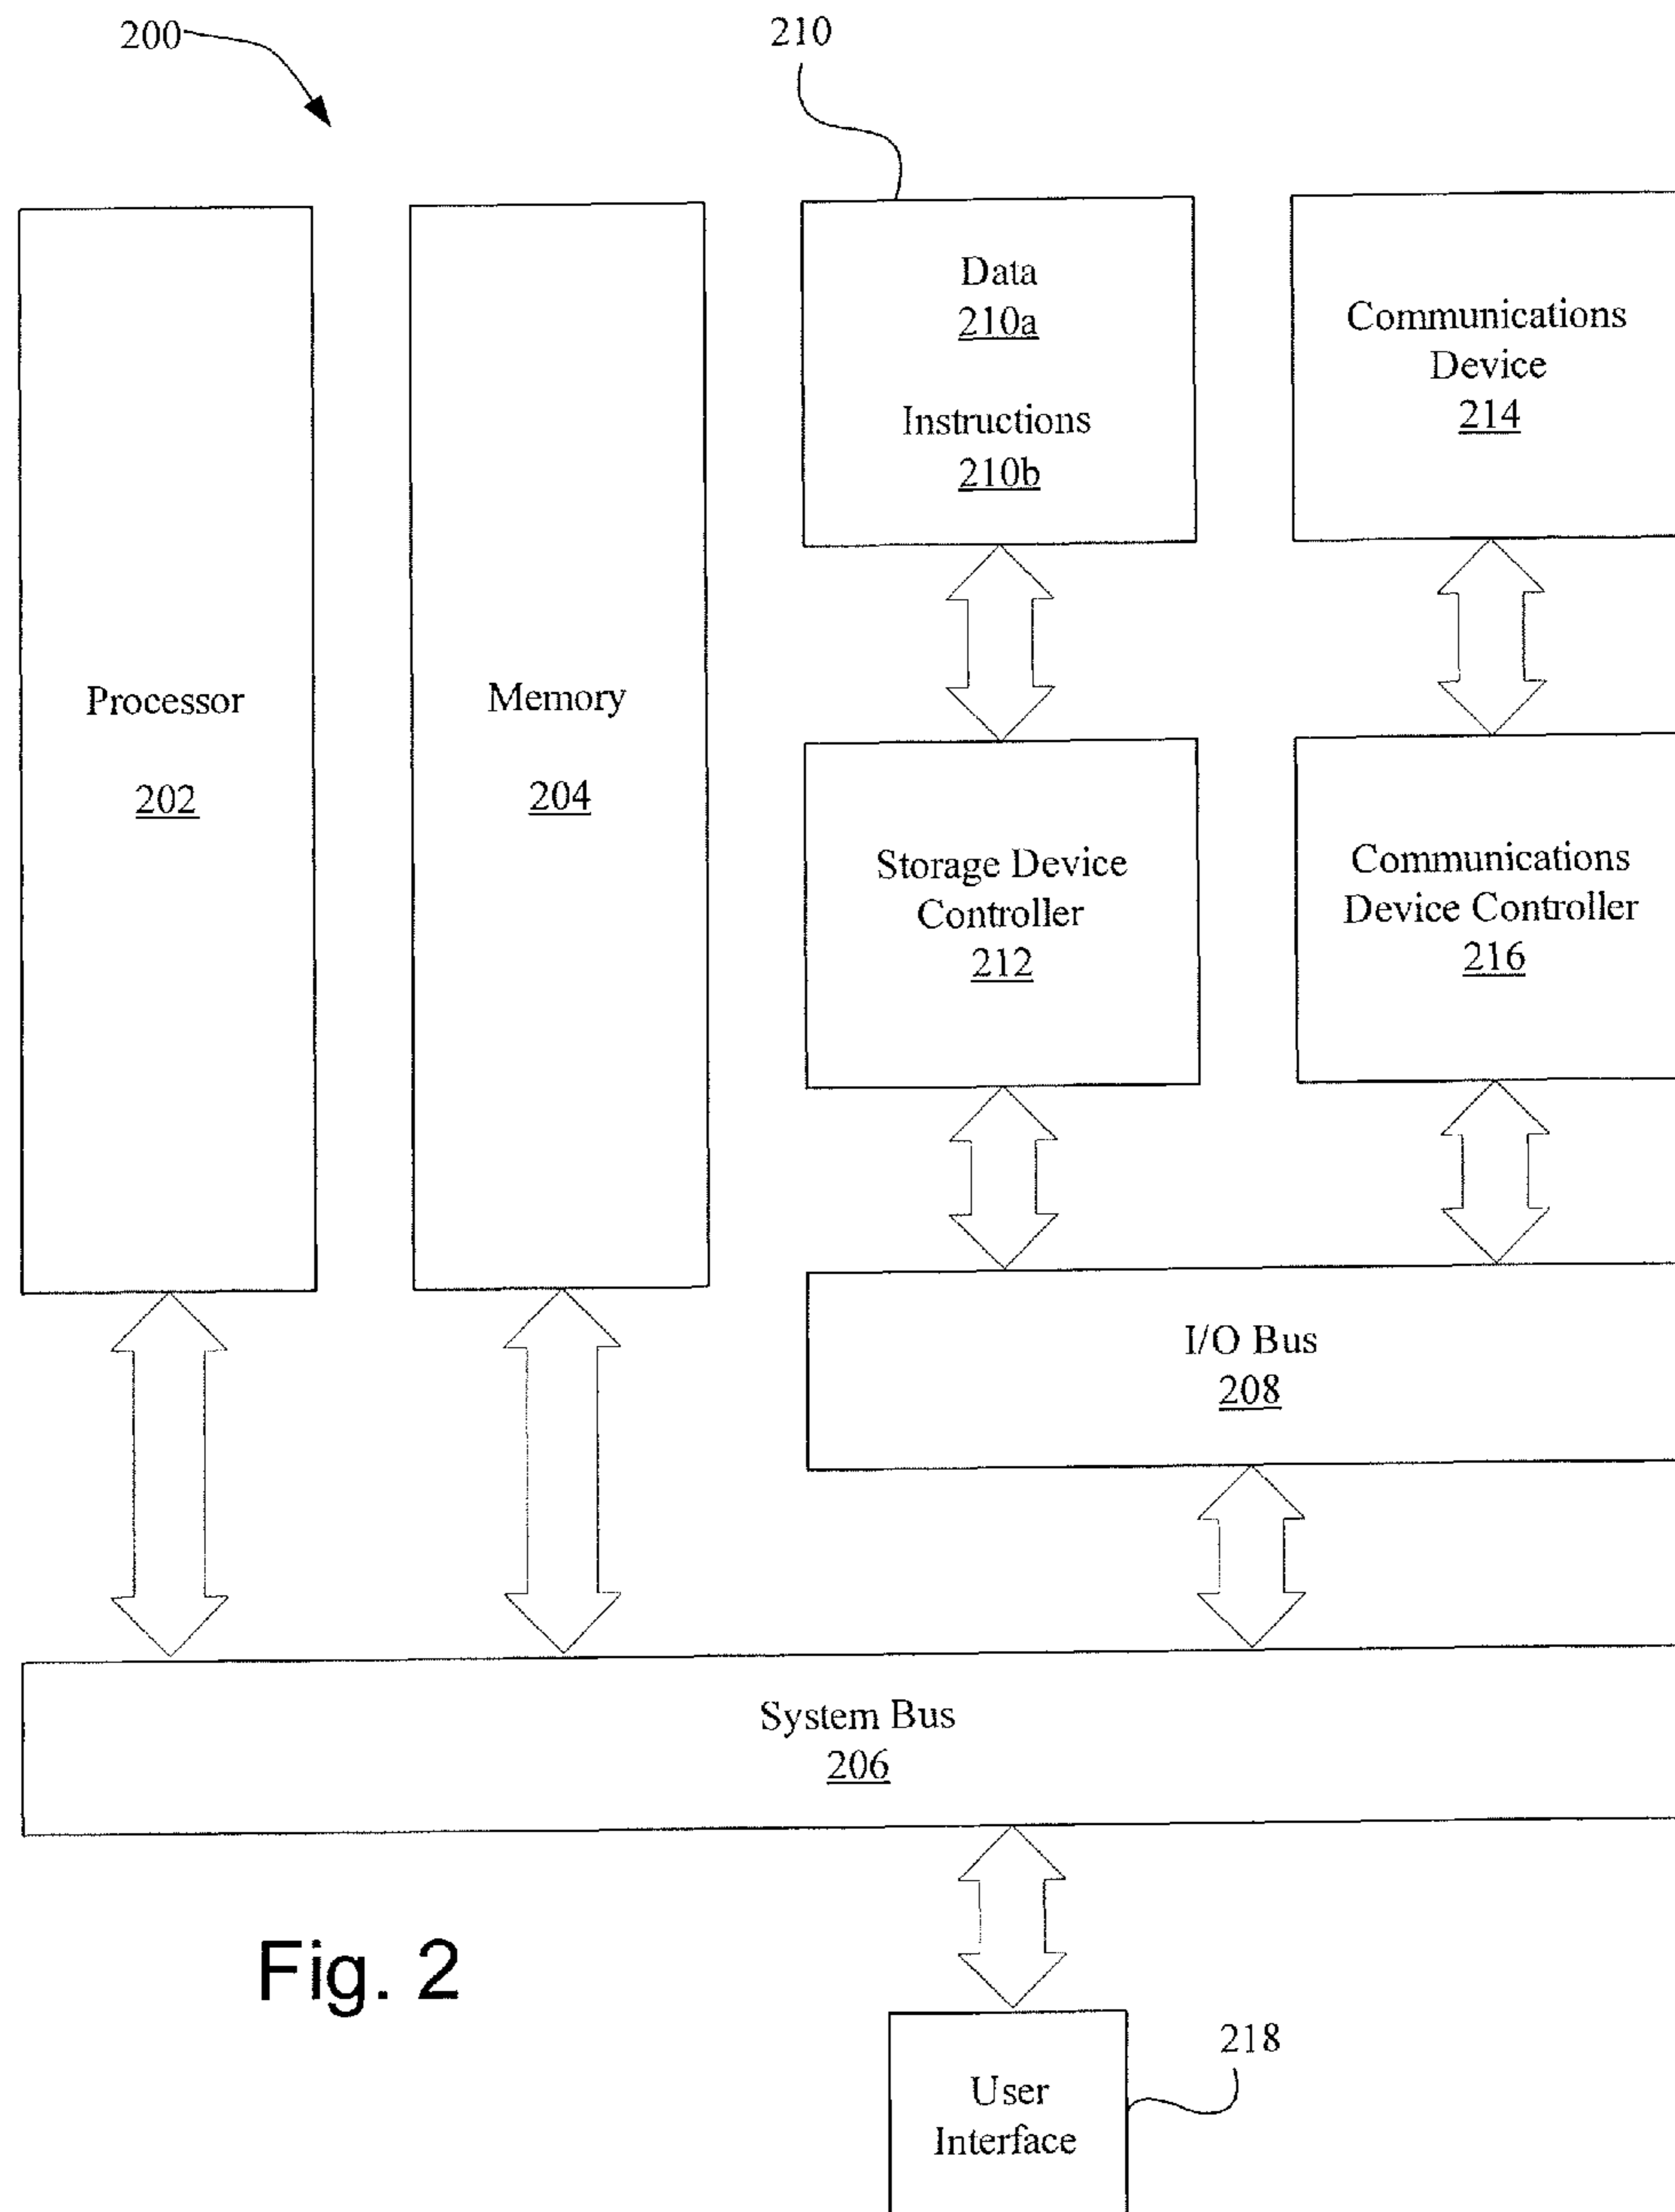 200
210
Data
210a
Instructions
210b
Communications
Device
214
Processor
202
Memory
204
Storage Device
Controller
212
Communications
Device Controller
216
I/O Bus
208
System Bus
206
Fig. 2
218
User
Interface